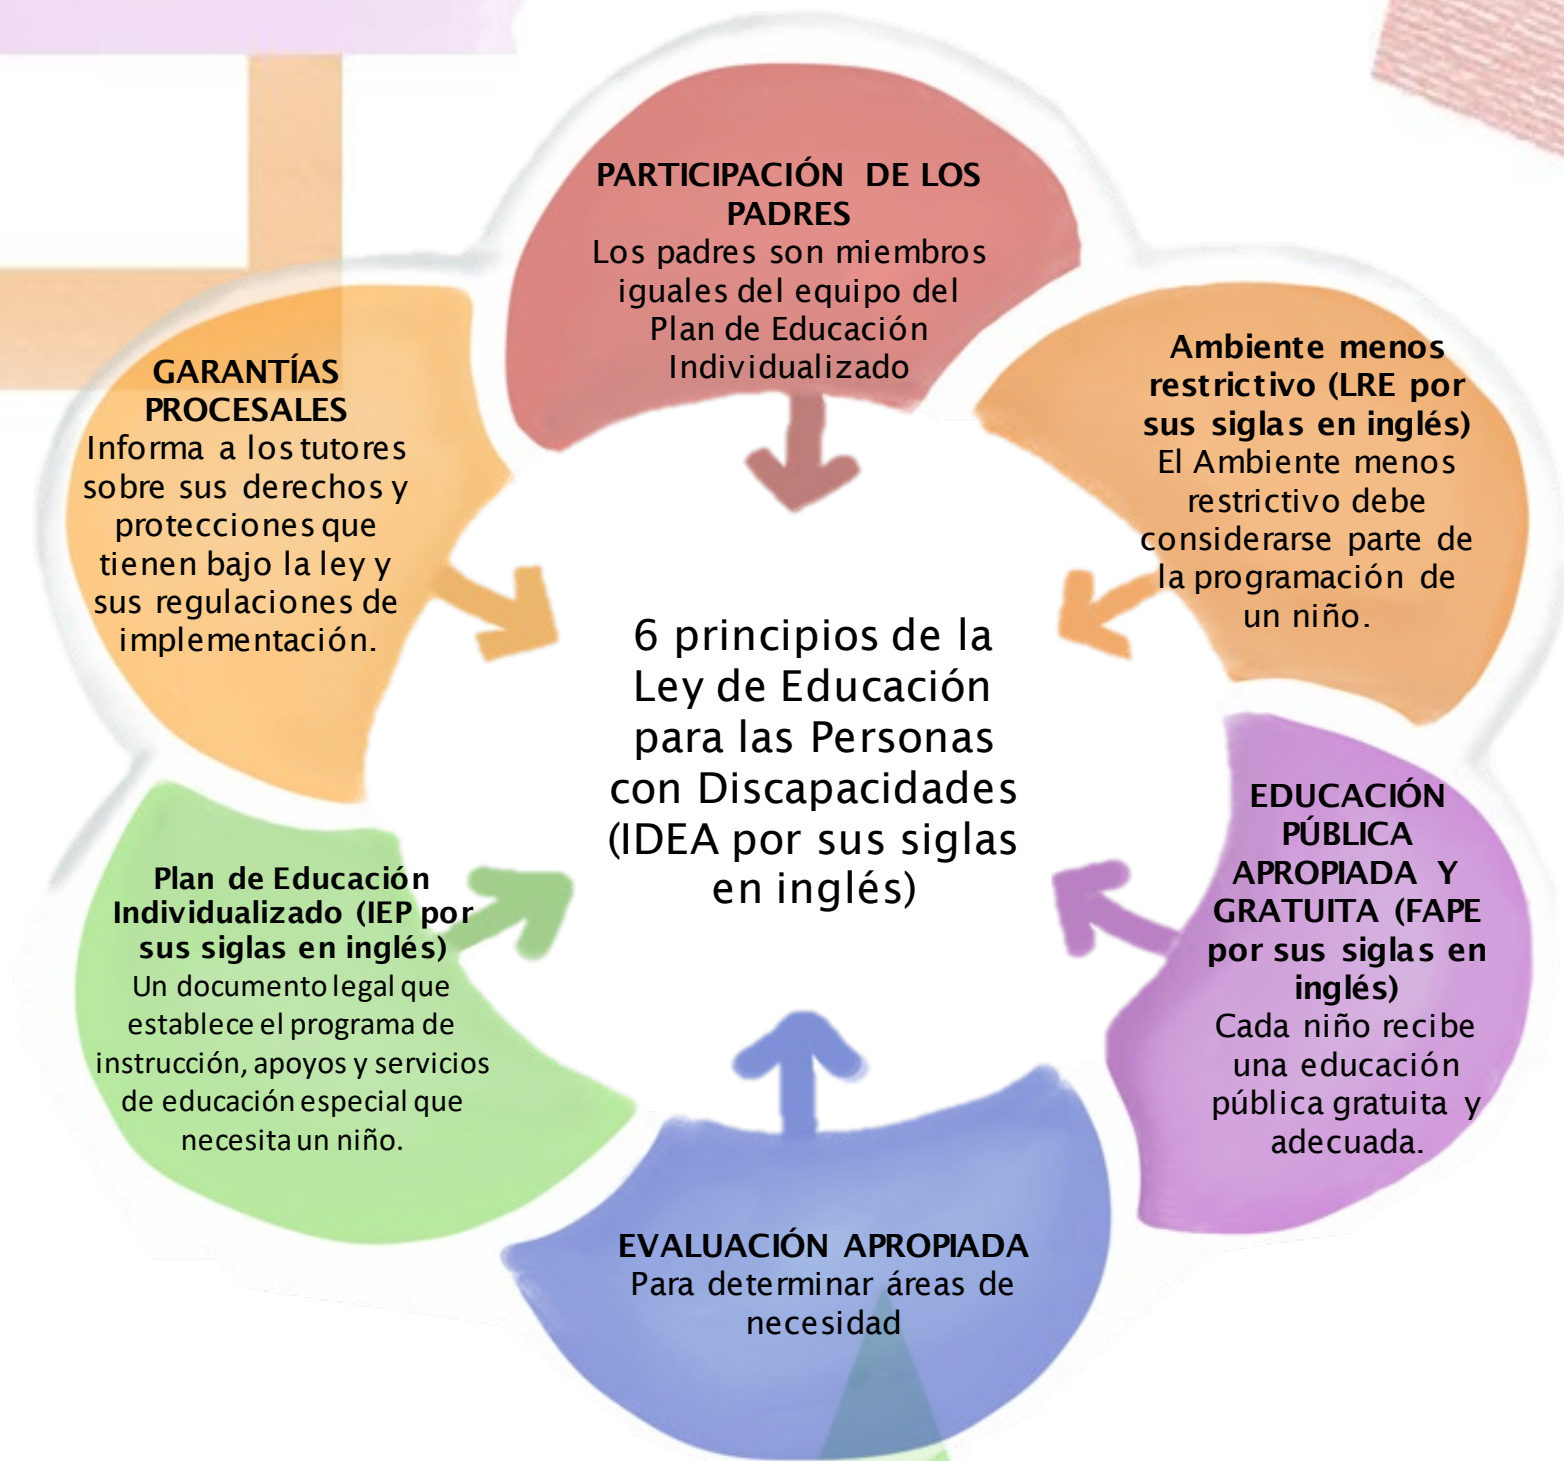 PARTICIPACIÓN DE LOS
PADRES
Los padres son miembros
iguales del equipo del
Plan de Educación
Individualizado
Ambiente menos
restrictivo (LRE por
sus siglas en inglés)
El Ambiente menos
restrictivo debe
considerarse parte de
la programación de
un niño.
EDUCACIÓN
PÚBLICA
APROPIADA Y
GRATUITA (FAPE
por sus siglas en
inglés)
Cada niño recibe
una educación
pública gratuita y
adecuada.
EVALUACIÓN APROPIADA
Para determinar áreas de
necesidad
Plan de Educación
Individualizado (IEP por
sus siglas en inglés)
Un documento legal que
establece el programa de
instrucción, apoyos y servicios
de educación especial que
necesita un niño.
GARANTÍAS
PROCESALES
Informa a los tutores
sobre sus derechos y
protecciones que
tienen bajo la ley y
sus regulaciones de
implementación.
6 principios de la
Ley de Educación
para las Personas
con Discapacidades
(IDEA por sus siglas
en inglés)